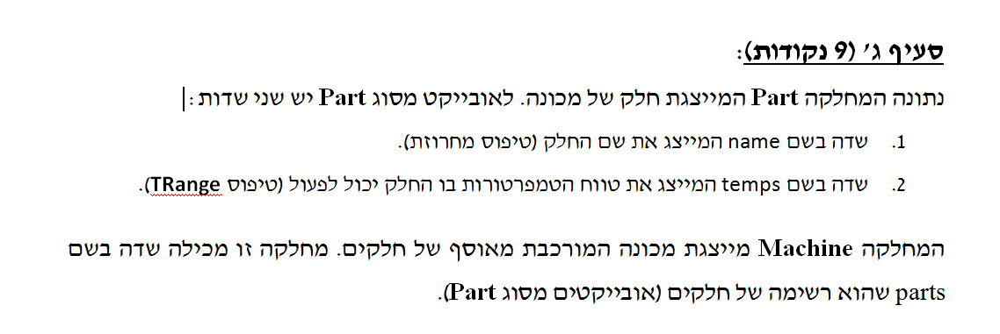 סעיף ג' (9 נקודות):
נתונה המחלקה Part המייצגת חלק של מכונה. לאובייקט מסוג Part יש שני שדות:
1. שדה בשם name המייצג את שם החלק (טיפוס מחרוזת).
2. שדה בשם temps המייצג את טווח הטמפרטורות בו החלק יכול לפעול (טיפוס TRange).
המחלקה Machine מייצגת מכונה המורכבת מאוסף של חלקים. מחלקה זו מכילה שדה בשם
parts שהוא רשימה של חלקים (אובייקטים מסוג Part).